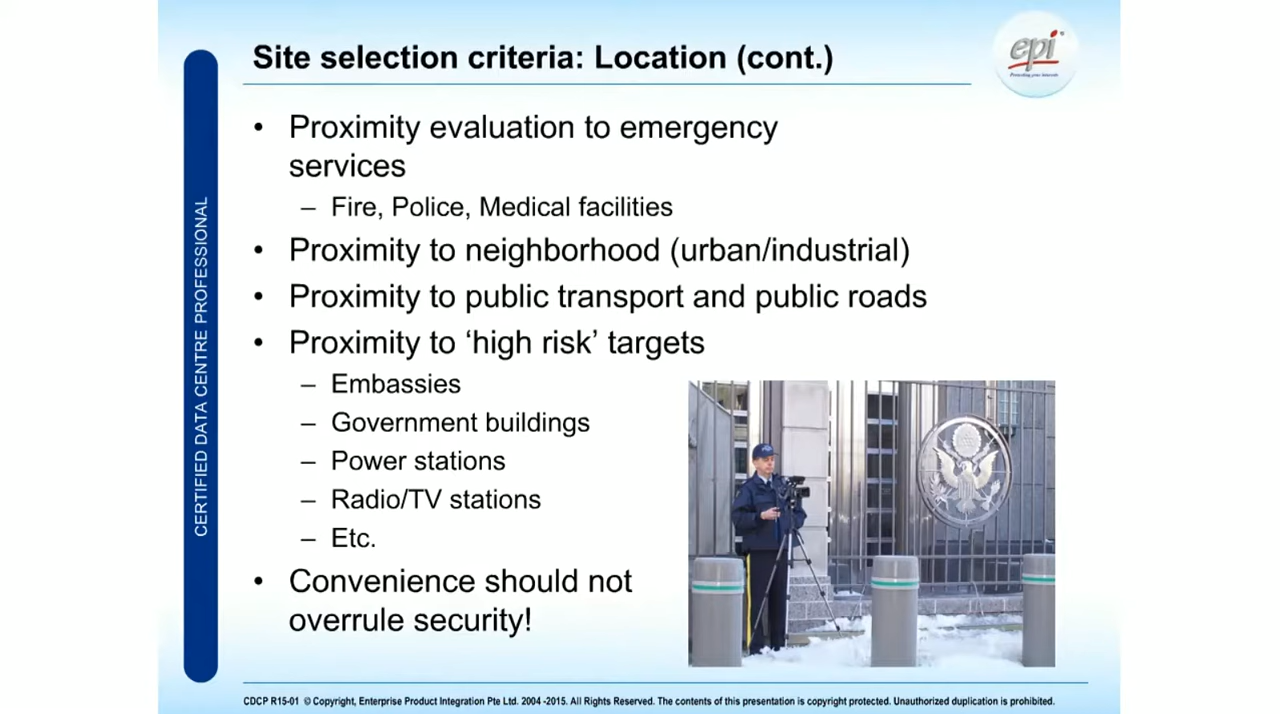 Site selection criteria: Location (cont.)
epi
Protecting your interests
• Proximity evaluation to emergency
services
– Fire, Police, Medical facilities
• Proximity to neighborhood (urban/industrial)
• Proximity to public transport and public roads
• Proximity to ‘high risk’ targets
– Embassies
– Government buildings
– Power stations
– Radio/TV stations
– Etc.
• Convenience should not
overrule security!
CERTIFIED DATA CENTRE PROFESSIONAL
CDCP R15-01 © Copyright, Enterprise Product Integration Pte Ltd. 2004 -2015. All Rights Reserved. The contents of this presentation is copyright protected. Unauthorized duplication is prohibited.